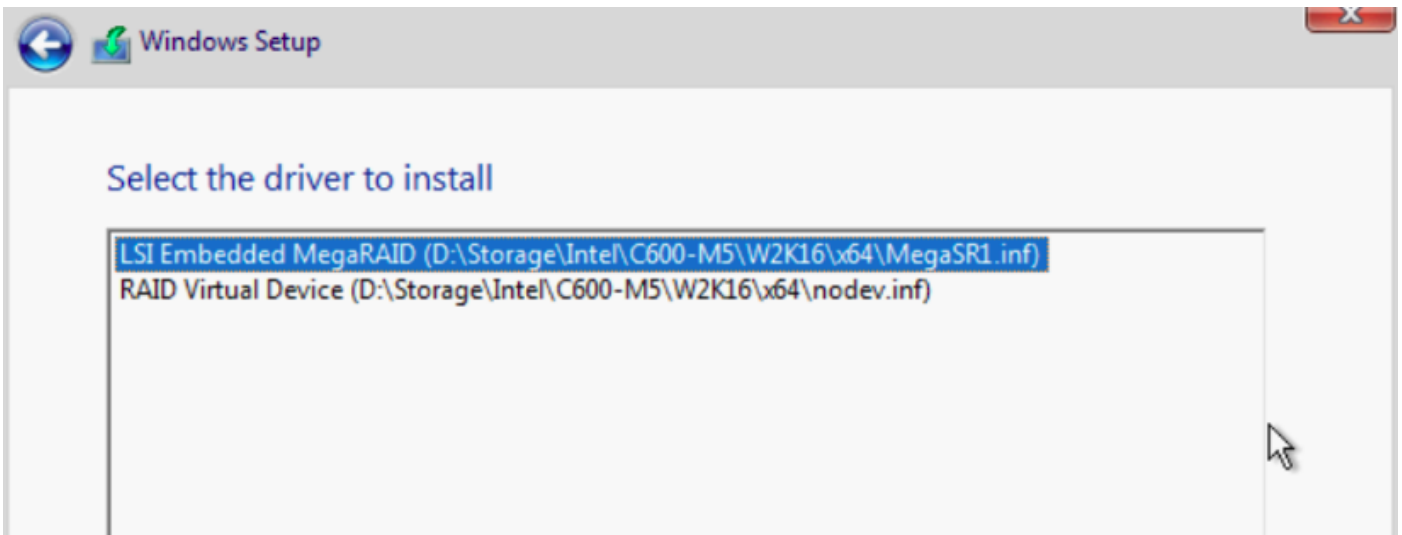 Windows Setup
Select the driver to install
LSI Embedded MegaRAID (D:\Storage\Intel\C600-M5\W2K16\x64\MegaSR1.inf)
RAID Virtual Device (D:\Storage\Intel\C600-M5\W2K16\x64\nodev.inf)